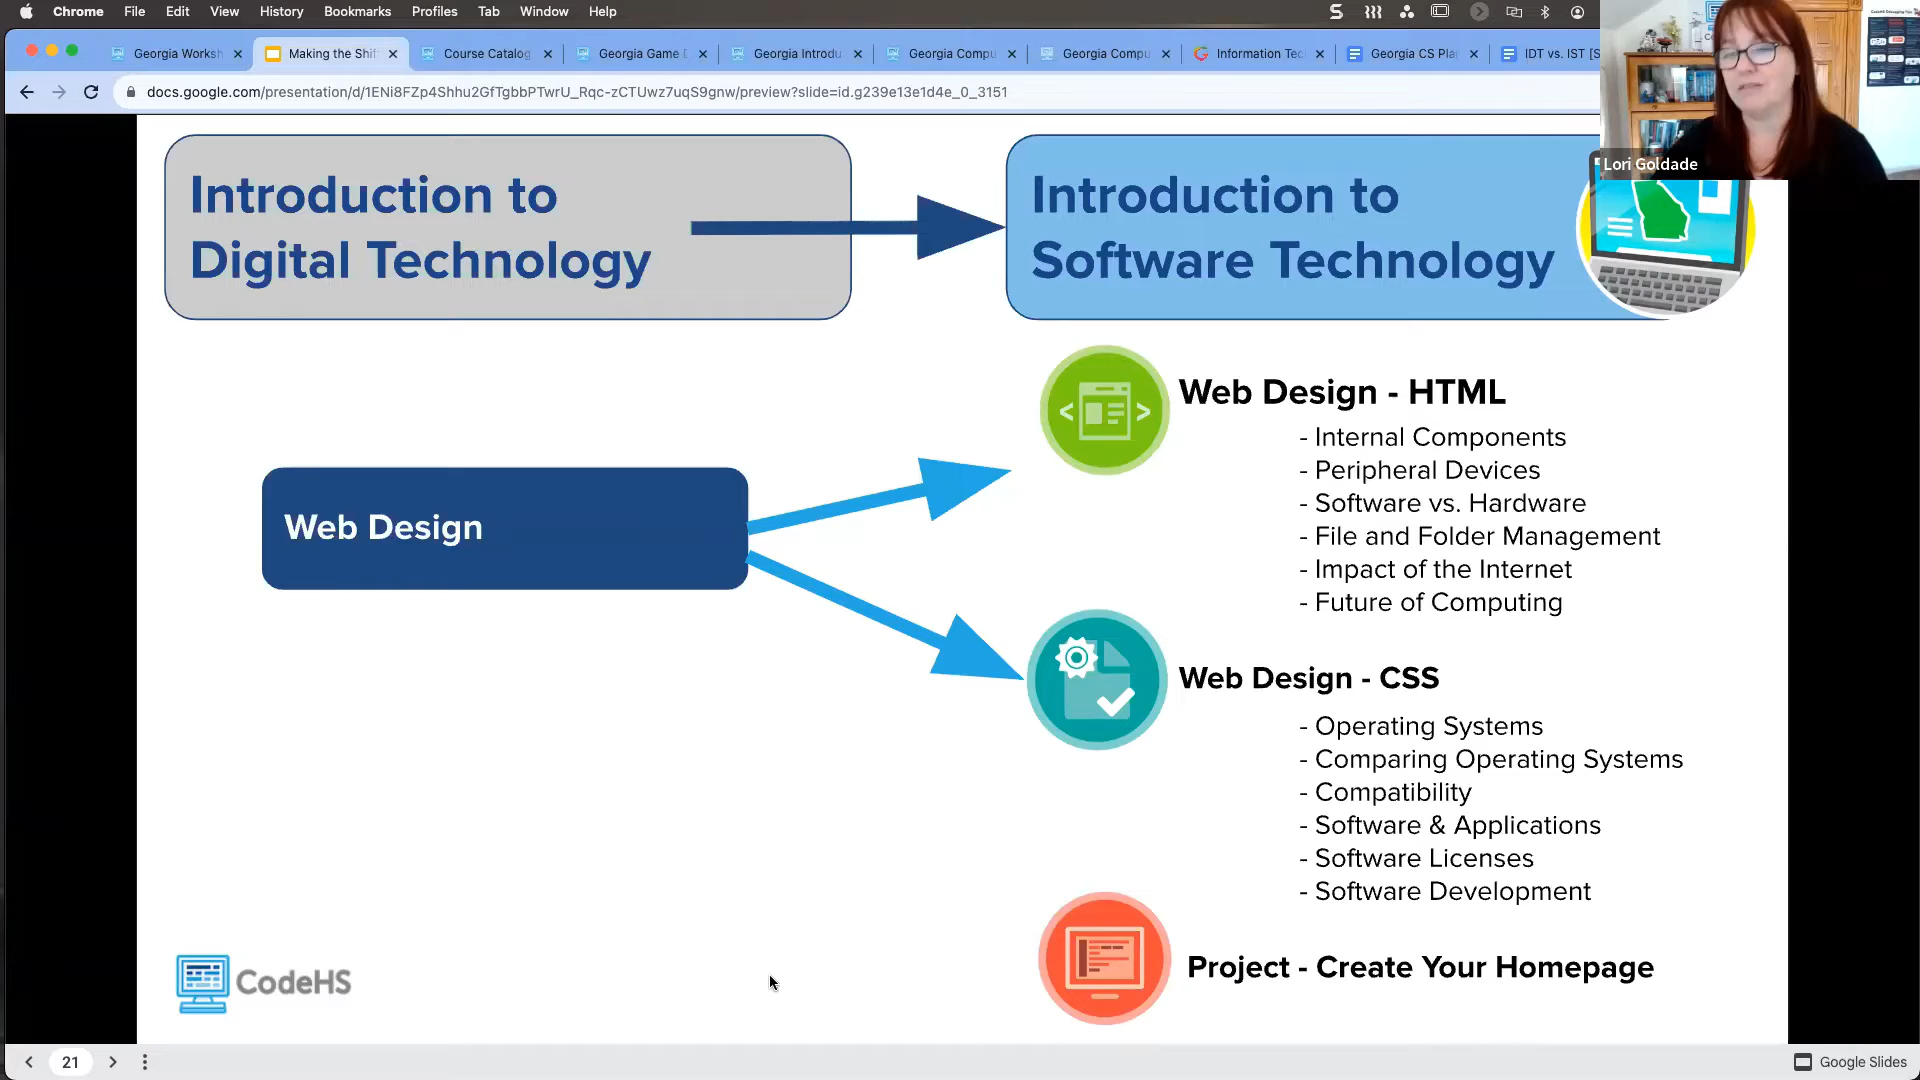 Chrome File Edit View History Bookmarks Profiles Tab Window Help
Georgia Worksh
Making the Shif
Course Catalog
Georgia Game
Georgia Introdu
Georgia Compu
Georgia Compu
Information Tec
Georgia CS Pla
IDT vs. IST [S
docs.google.com/presentation/d/1ENi8FZp4Shhu2GfTgbbPTwrU_Rqc-zCTUwz7uqS9gnw/preview?slide=id.g239e13e1d4e_0_3151
Lori Goldade
Introduction to
Digital Technology
Introduction to
Software Technology
Web Design
Web Design - HTML
- Internal Components
- Peripheral Devices
- Software vs. Hardware
- File and Folder Management
- Impact of the Internet
- Future of Computing
Web Design - CSS
- Operating Systems
- Comparing Operating Systems
- Compatibility
- Software & Applications
- Software Licenses
- Software Development
Project - Create Your Homepage
CodeHS
21
Google Slides